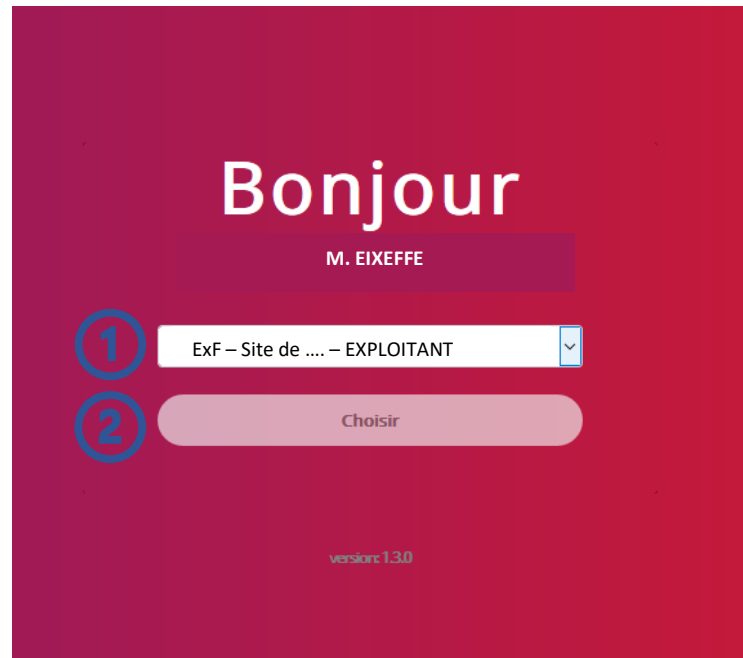 Bonjour
M. EIXEFFE
1
ExF – Site de .... – EXPLOITANT
2
Choisir
version: 1.3.0